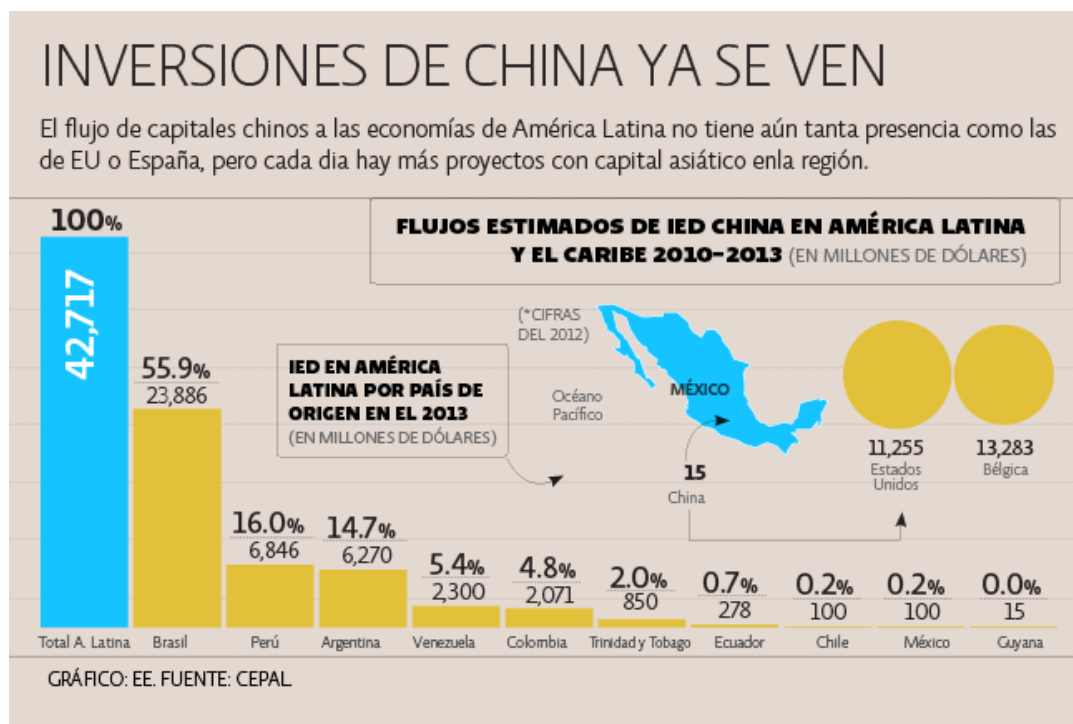 INVERSIONES DE CHINA YA SE VEN
El flujo de capitales chinos a las economías de América Latina no tiene aún tanta presencia como las
de EU o España, pero cada dia hay más proyectos con capital asiático enla región.
FLUJOS ESTIMADOS DE IED CHINA EN AMÉRICA LATINA
Y EL CARIBE 2010–2013 (EN MILLONES DE DÓLARES)
100%
42,717
Total A. Latina
55.9%
23,886
Brasil
16.0%
6,846
Perú
14.7%
6,270
Argentina
5.4%
2,300
Venezuela
4.8%
2,071
Colombia
2.0%
850
Trinidad y Tobago
0.7%
278
Ecuador
0.2%
100
Chile
0.2%
100
México
0.0%
15
Guyana
IED EN AMÉRICA
LATINA POR PAÍS DE
ORIGEN EN EL 2013
(EN MILLONES DE DÓLARES)
(*CIFRAS
DEL 2012)
Océano
Pacífico
MÉXICO
15
China
11,255
Estados
Unidos
13,283
Bélgica
GRÁFICO: EE. FUENTE: CEPAL